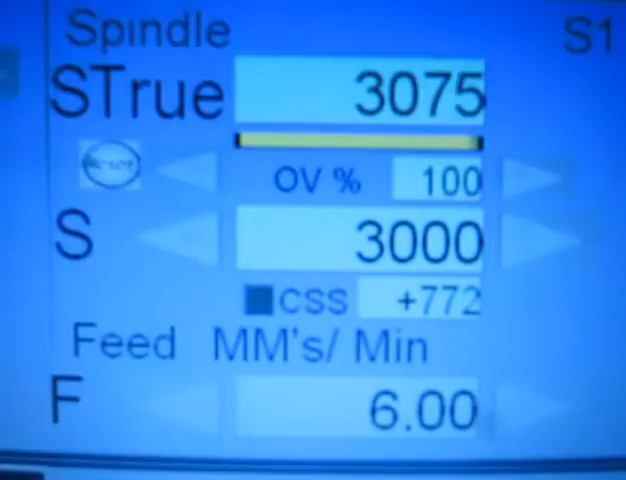 Spindle S1
STrue 3075
OV % 100
S 3000
CSS +772
Feed MM's/ Min
F 6.00